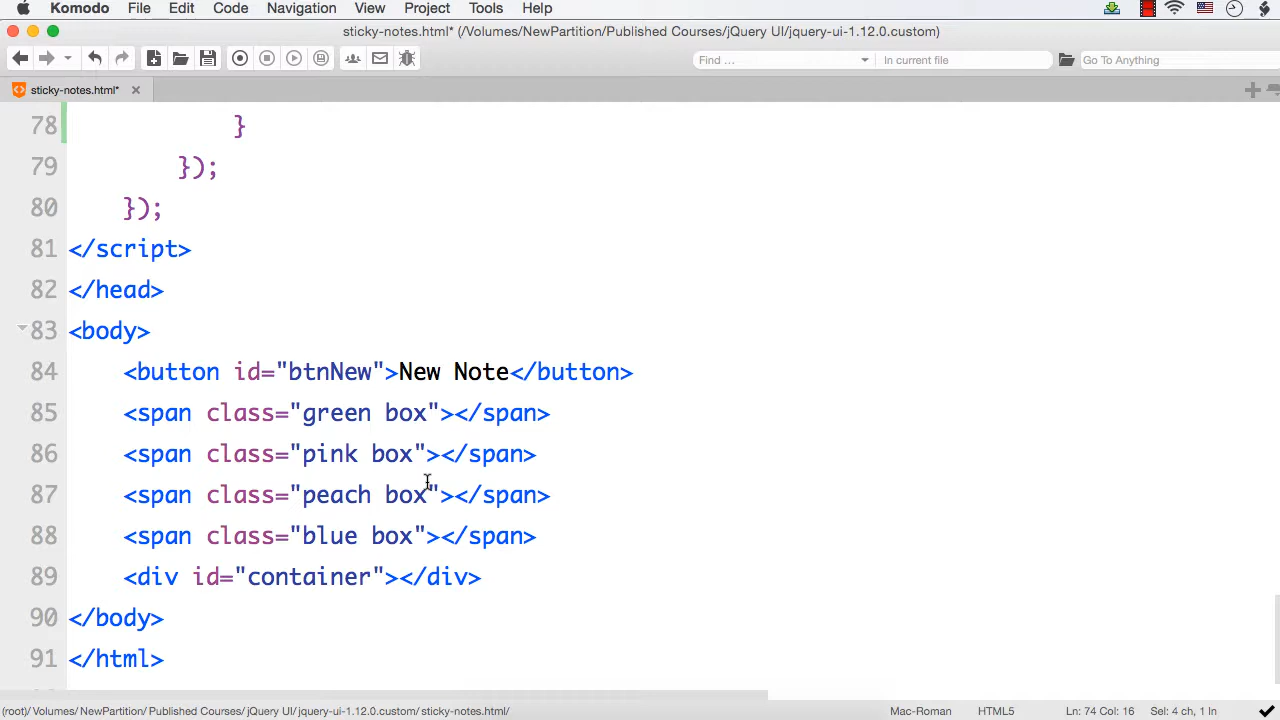 Komodo File Edit Code Navigation View Project Tools Help
sticky-notes.html* (/Volumes/NewPartition/Published Courses/jQuery UI/jquery-ui-1.12.0.custom)
Find ... In current file Go To Anything
sticky-notes.html*
78 }
79 });
80 });
81 </script>
82 </head>
83 <body>
84 <button id="btnNew">New Note</button>
85 <span class="green box"></span>
86 <span class="pink box"></span>
87 <span class="peach box"></span>
88 <span class="blue box"></span>
89 <div id="container"></div>
90 </body>
91 </html>
(root)/ Volumes/ NewPartition/ Published Courses/ jQuery UI/ jquery-ui-1.12.0.custom/ sticky-notes.html/ Mac-Roman HTML5 Ln: 74 Col: 16 Sel: 4 ch, 1 ln